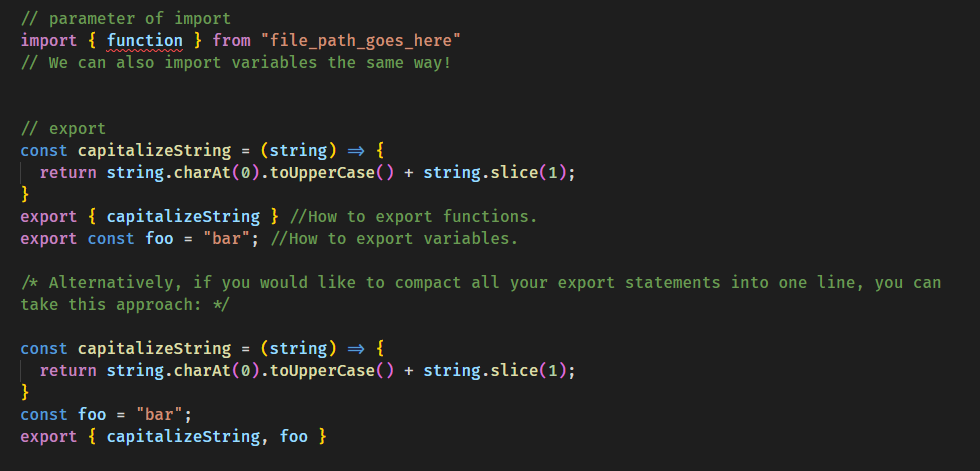 // parameter of import
import { function } from "file_path_goes_here"
// We can also import variables the same way!
// export
const capitalizeString = (string) => {
return string.charAt(0).toUpperCase() + string.slice(1);
}
export { capitalizeString } //How to export functions.
export const foo = "bar"; //How to export variables.
/* Alternatively, if you would like to compact all your export statements into one line, you can
take this approach: */
const capitalizeString = (string) => {
return string.charAt(0).toUpperCase() + string.slice(1);
}
const foo = "bar";
export { capitalizeString, foo }